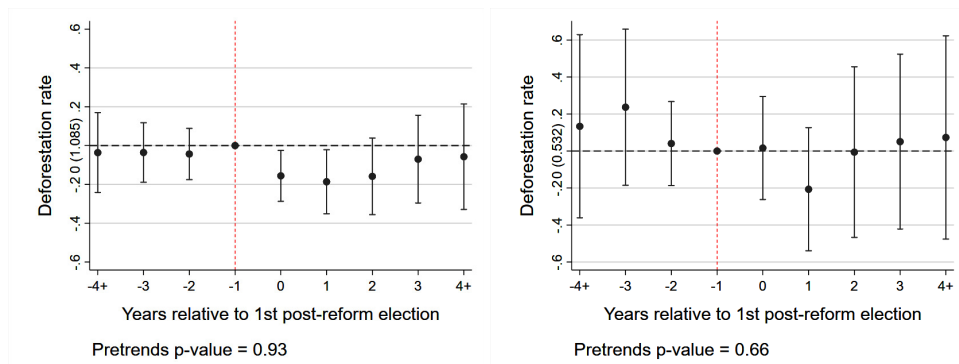 Deforestation rate
.6
.4
.2
0 (1.085)
-.2
-.4
-.6
-4+ -3 -2 -1 0 1 2 3 4+
Years relative to 1st post-reform election
Pretrends p-value = 0.93
Deforestation rate
.6
.4
.2
0 (0.532)
-.2
-.4
-.6
-4+ -3 -2 -1 0 1 2 3 4+
Years relative to 1st post-reform election
Pretrends p-value = 0.66